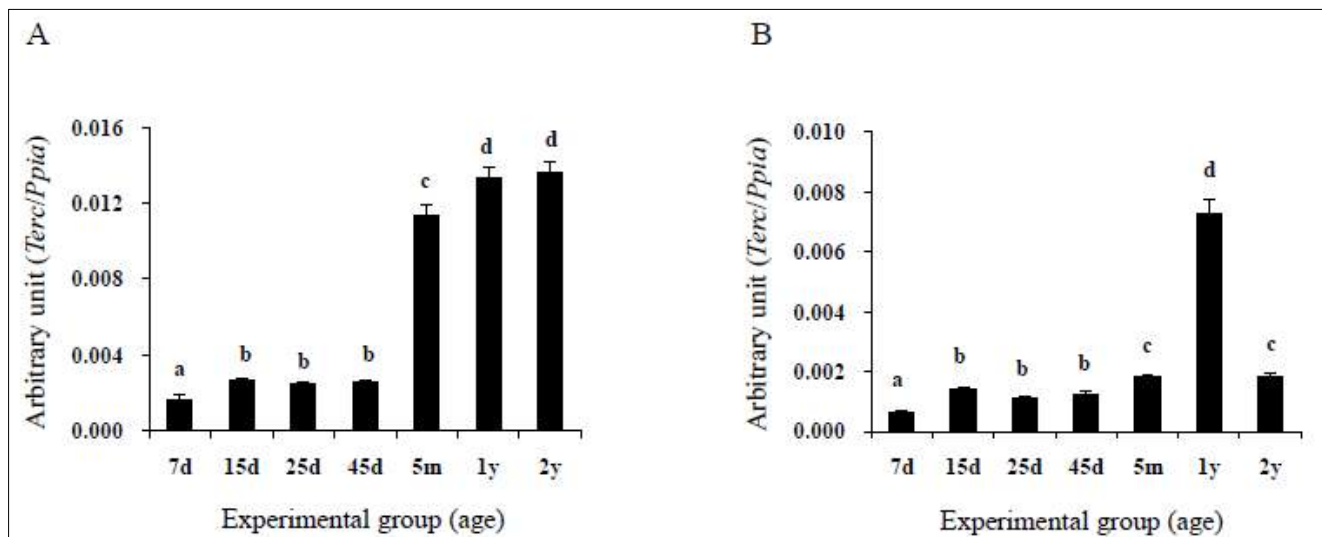 A
Arbitrary unit (Terc/Ppia)
0.016
0.012
0.008
0.004
0.000
a
b
b
b
c
d
d
7d 15d 25d 45d 5m 1y 2y
Experimental group (age)
B
Arbitrary unit (Terc/Ppia)
0.010
0.008
0.006
0.004
0.002
0.000
a
b
b
b
c
d
c
7d 15d 25d 45d 5m 1y 2y
Experimental group (age)